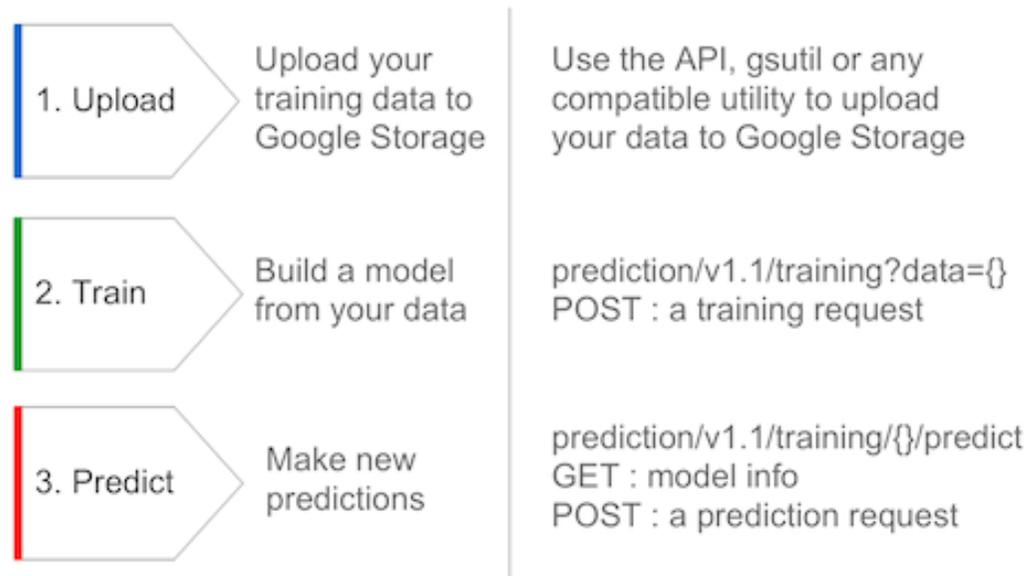 1. Upload
Upload your
training data to
Google Storage
Use the API, gsutil or any
compatible utility to upload
your data to Google Storage
2. Train
Build a model
from your data
prediction/v1.1/training?data={}
POST : a training request
3. Predict
Make new
predictions
prediction/v1.1/training/{}/predict
GET : model info
POST : a prediction request